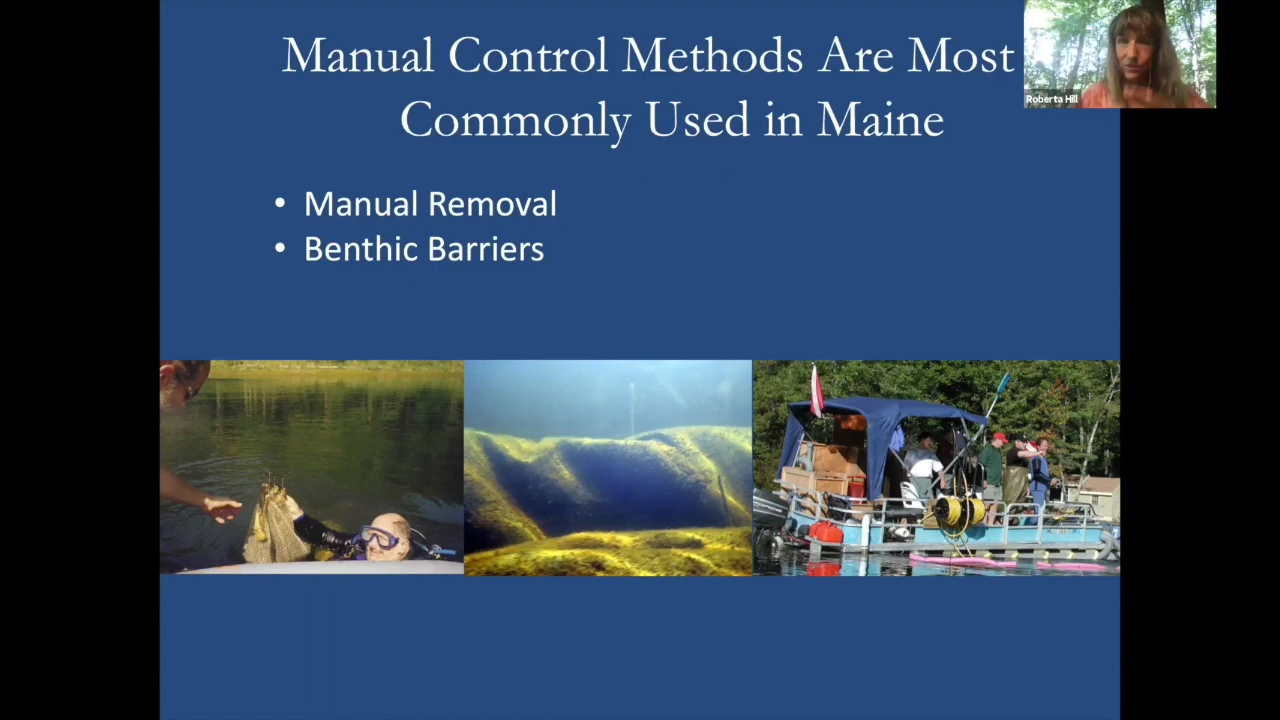 Manual Control Methods Are Most
Commonly Used in Maine
Roberta Hill
• Manual Removal
• Benthic Barriers